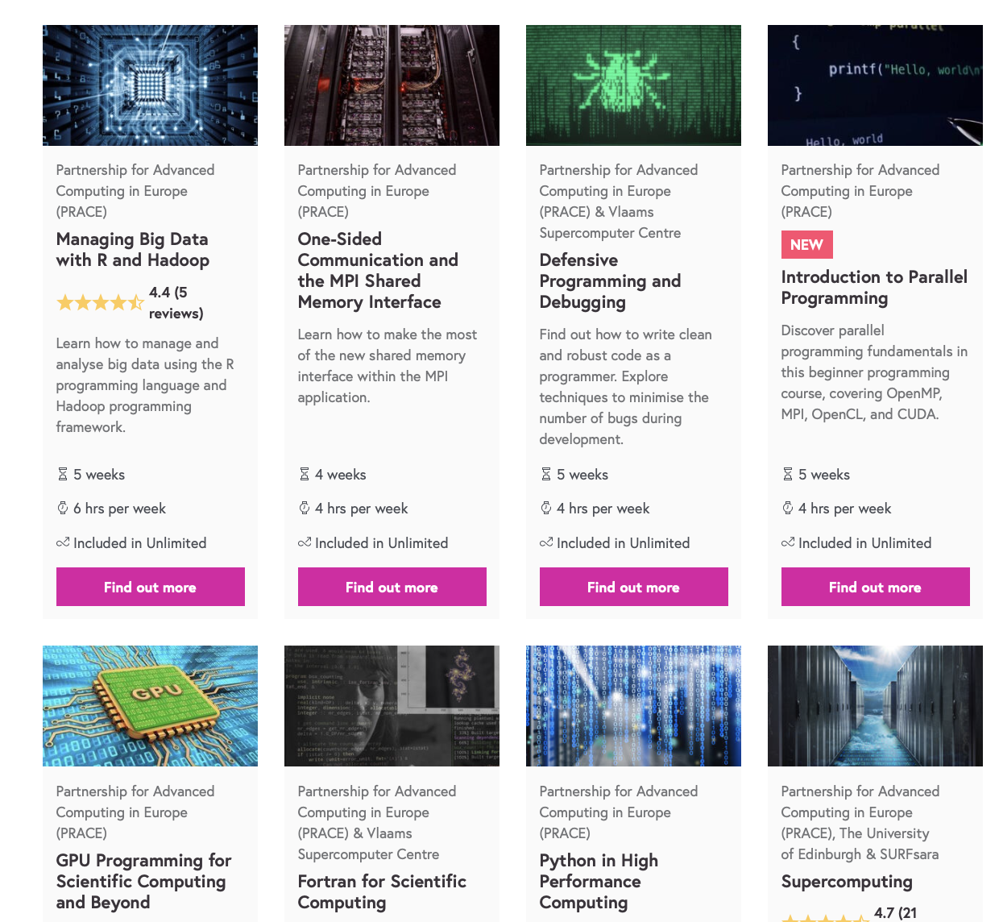 parallel
{
printf("Hello, world\n"
}
Hello, world
Partnership for Advanced
Computing in Europe
(PRACE)
Managing Big Data
with R and Hadoop
4.4 (5
reviews)
Learn how to manage and
analyse big data using the R
programming language and
Hadoop programming
framework.
5 weeks
6 hrs per week
Included in Unlimited
Find out more
Partnership for Advanced
Computing in Europe
(PRACE)
One-Sided
Communication and
the MPI Shared
Memory Interface
Learn how to make the most
of the new shared memory
interface within the MPI
application.
4 weeks
4 hrs per week
Included in Unlimited
Find out more
Partnership for Advanced
Computing in Europe
(PRACE) & Vlaams
Supercomputer Centre
Defensive
Programming and
Debugging
Find out how to write clean
and robust code as a
programmer. Explore
techniques to minimise the
number of bugs during
development.
5 weeks
4 hrs per week
Included in Unlimited
Find out more
Partnership for Advanced
Computing in Europe
(PRACE)
NEW
Introduction to Parallel
Programming
Discover parallel
programming fundamentals in
this beginner programming
course, covering OpenMP,
MPI, OpenCL, and CUDA.
5 weeks
4 hrs per week
Included in Unlimited
Find out more
GPU
Partnership for Advanced
Computing in Europe
(PRACE)
GPU Programming for
Scientific Computing
and Beyond
implicit none
Partnership for Advanced
Computing in Europe
(PRACE) & Vlaams
Supercomputer Centre
Fortran for Scientific
Computing
Partnership for Advanced
Computing in Europe
(PRACE)
Python in High
Performance
Computing
Partnership for Advanced
Computing in Europe
(PRACE), The University
of Edinburgh & SURFsara
Supercomputing
4.7 (21